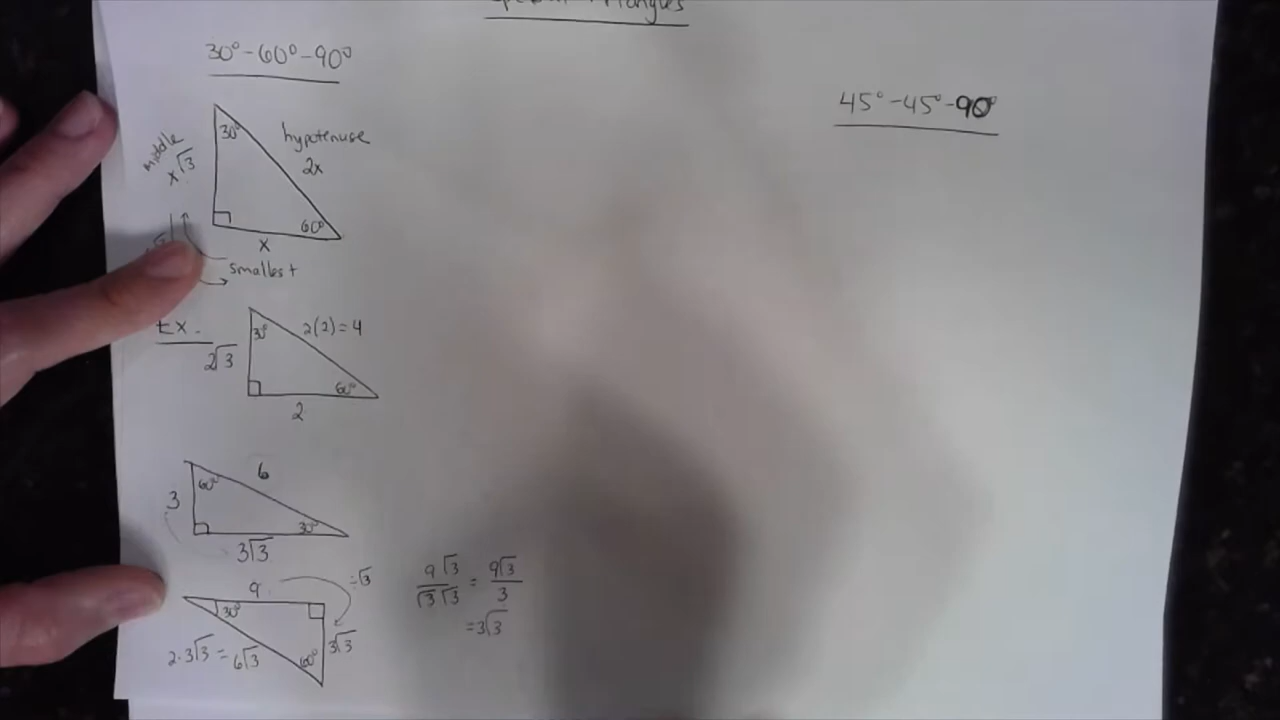 Special Triangles
30°-60°-90°
45°-45°-90°
30°
hypotenuse
2x
middle
x√3
60°
x
smallest
Ex.
30°
2(2)=4
2√3
60°
2
60°
6
3
30°
3√3
9
÷√3
30°
3√3
60°
2·3√3 = 6√3
9√3 / √3√3 = 9√3 / 3
=3√3